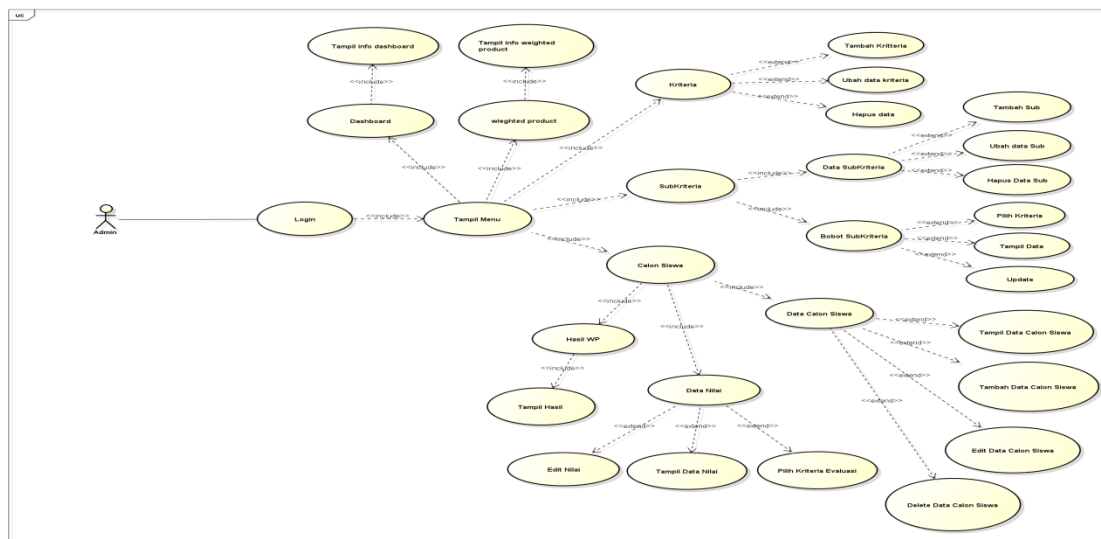 uc
Tampil info dashboard
Tampil info weighted
product
Tambah Kritteria
<<extend>>
<<include>>
<<include>>
Kriteria
<<extend>>
Ubah data kriteria
<<extend>>
Hapus data
Dashboard
wieghted product
Tambah Sub
<<extend>>
<<include>>
<<include>>
<<include>>
Data SubKriteria
<<extend>>
Ubah data Sub
<<extend>>
Hapus Data Sub
SubKriteria
<<include>>
<<include>>
Admin
Login
<<include>>
Tampil Menu
<<include>>
<<include>>
Bobot SubKriteria
<<extend>>
Pilih Kriteria
<<extend>>
Tampil Data
<<extend>>
Update
Calon Siswa
<<include>>
<<include>>
<<include>>
Data Calon Siswa
<<extend>>
Tampil Data Calon Siswa
<<extend>>
Tambah Data Calon Siswa
<<extend>>
Edit Data Calon Siswa
<<extend>>
Delete Data Calon Siswa
Hasil WP
<<include>>
Tampil Hasil
Data Nilai
<<extend>>
<<extend>>
<<extend>>
Edit Nilai
Tampil Data Nilai
Pilih Kriteria Evaluasi